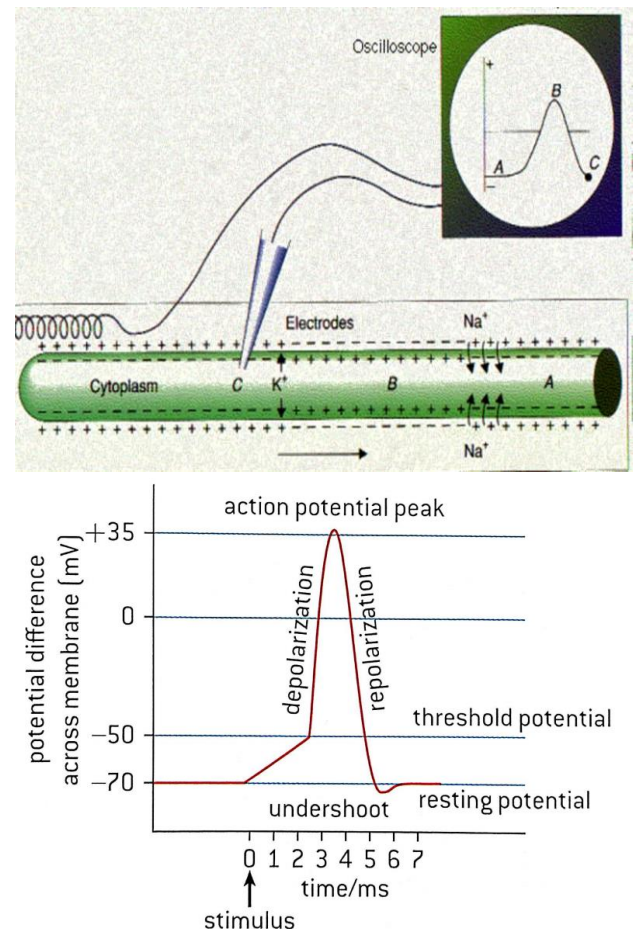 Oscilloscope
+
B
A
C
−
Electrodes
Na⁺
+ + + + + + + + + − − − − − − − − − − − − + + + + + + + +
− − − − − − − − − + + + + + + + + + + + + − − − − − − − −
Cytoplasm
C
K⁺
B
A
− − − − − − − − − + + + + + + + + + + + + − − − − − − − −
+ + + + + + + + + − − − − − − − − − − − − + + + + + + + +
Na⁺
action potential peak
+35
0
−50
−70
potential difference
across membrane (mV)
depolarization
repolarization
threshold potential
resting potential
undershoot
0 1 2 3 4 5 6 7
time/ms
stimulus